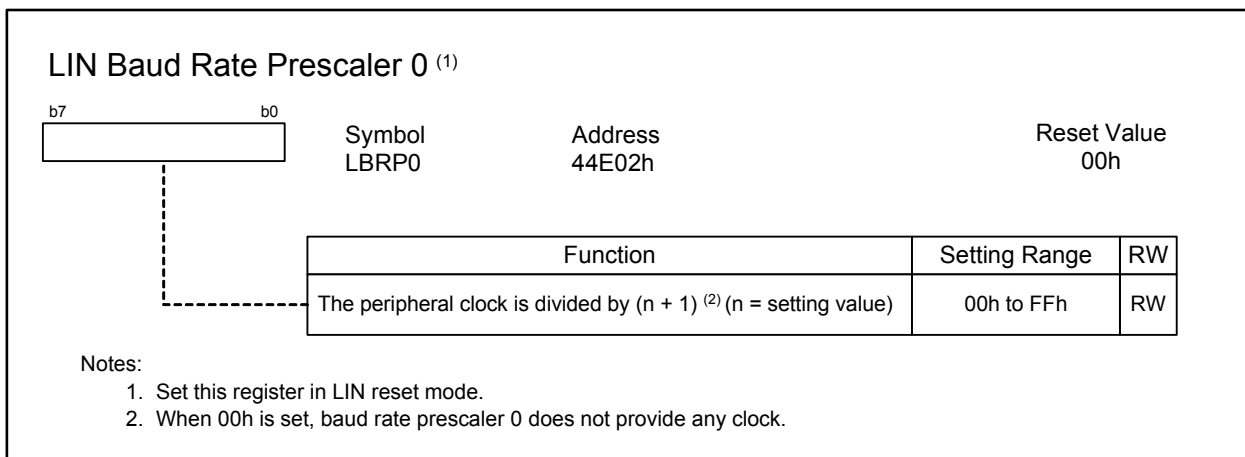 LIN Baud Rate Prescaler 0 (1)
b7 b0
Symbol Address Reset Value
LBRP0 44E02h 00h
Function Setting Range RW
The peripheral clock is divided by (n + 1) (2) (n = setting value) 00h to FFh RW
Notes:
1. Set this register in LIN reset mode.
2. When 00h is set, baud rate prescaler 0 does not provide any clock.